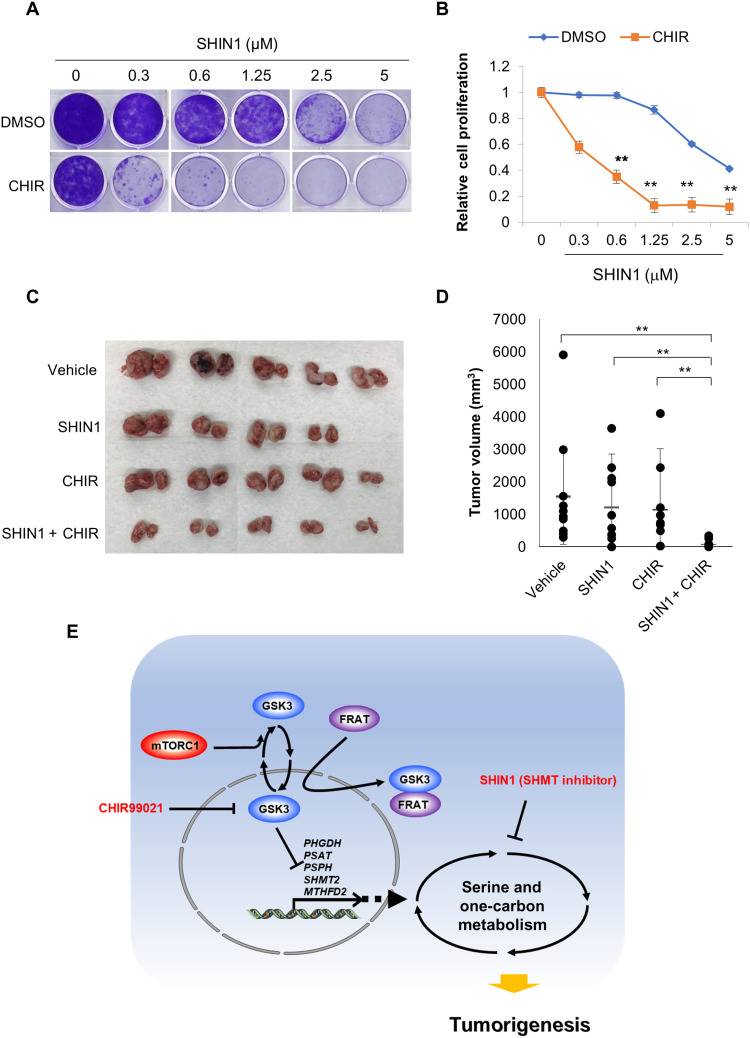 A
SHIN1 (μM)
0 0.3 0.6 1.25 2.5 5
DMSO
CHIR
B
DMSO CHIR
Relative cell proliferation
1.2
1
0.8
0.6
0.4
0.2
0
** ** ** **
0 0.3 0.6 1.25 2.5 5
SHIN1 (μM)
C
Vehicle
SHIN1
CHIR
SHIN1 + CHIR
D
Tumor volume (mm³)
7000
6000
5000
4000
3000
2000
1000
0
**
**
**
Vehicle
SHIN1
CHIR
SHIN1 + CHIR
E
GSK3
FRAT
mTORC1
GSK3
FRAT
CHIR99021
GSK3
SHIN1 (SHMT inhibitor)
PHGDH
PSAT
PSPH
SHMT2
MTHFD2
Serine and
one-carbon
metabolism
Tumorigenesis